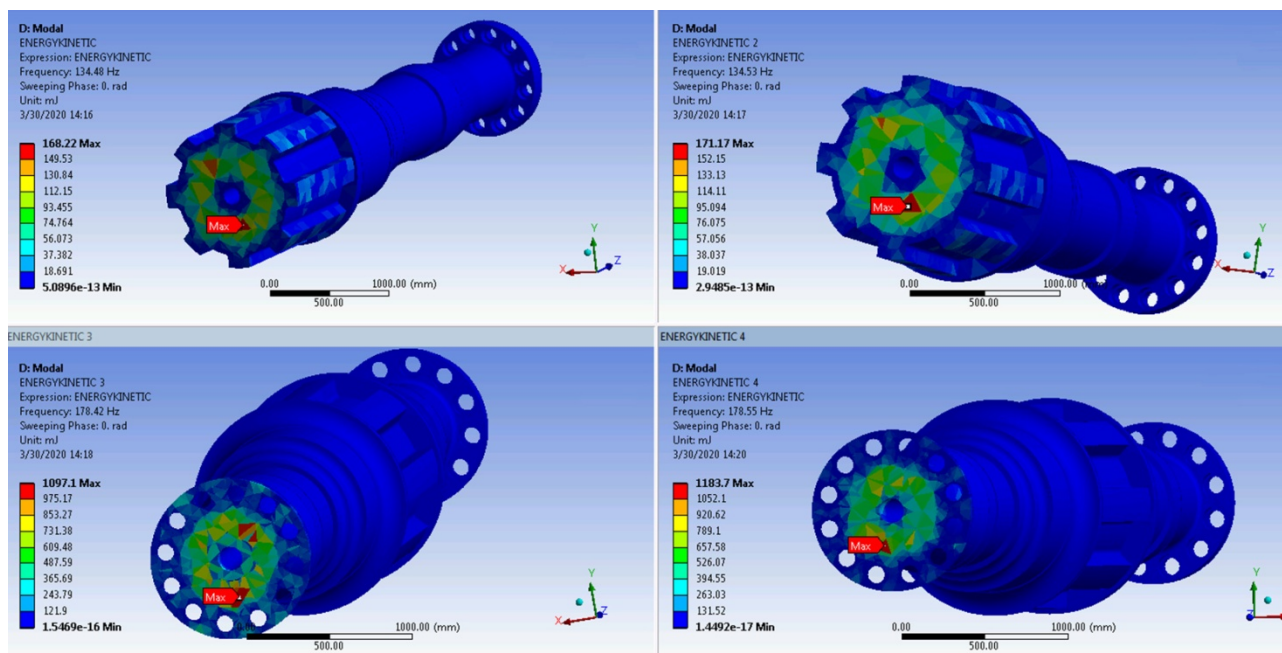 D: Modal
ENERGYKINETIC
Expression: ENERGYKINETIC
Frequency: 134.48 Hz
Sweeping Phase: 0. rad
Unit: mJ
3/30/2020 14:16
168.22 Max
149.53
130.84
112.15
93.455
74.764
56.073
37.382
18.691
5.0896e-13 Min
Max
Y
X
Z
0.00 1000.00 (mm)
500.00
D: Modal
ENERGYKINETIC 2
Expression: ENERGYKINETIC
Frequency: 134.53 Hz
Sweeping Phase: 0. rad
Unit: mJ
3/30/2020 14:17
171.17 Max
152.15
133.13
114.11
95.094
76.075
57.056
38.037
19.019
2.9485e-13 Min
Max
Y
X
Z
0.00 1000.00 (mm)
500.00
ENERGYKINETIC 3
D: Modal
ENERGYKINETIC 3
Expression: ENERGYKINETIC
Frequency: 178.42 Hz
Sweeping Phase: 0. rad
Unit: mJ
3/30/2020 14:18
1097.1 Max
975.17
853.27
731.38
609.48
487.59
365.69
243.79
121.9
1.5469e-16 Min
Max
Y
X
Z
0.00 1000.00 (mm)
500.00
ENERGYKINETIC 4
D: Modal
ENERGYKINETIC 4
Expression: ENERGYKINETIC
Frequency: 178.55 Hz
Sweeping Phase: 0. rad
Unit: mJ
3/30/2020 14:20
1183.7 Max
1052.1
920.62
789.1
657.58
526.07
394.55
263.03
131.52
1.4492e-17 Min
Max
Y
Z
0.00 1000.00 (mm)
500.00